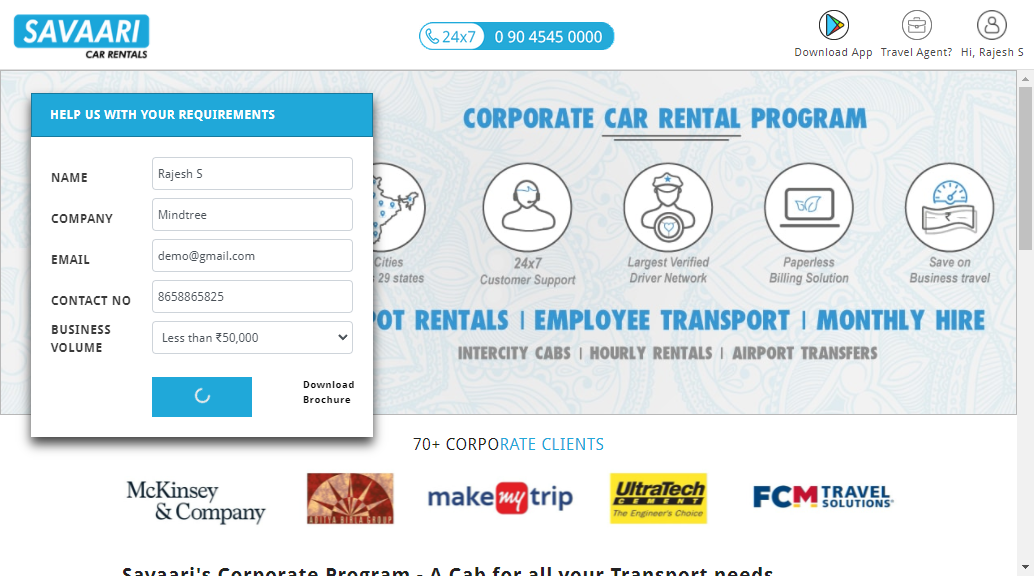 SAVAARI
CAR RENTALS
24x7 0 90 4545 0000
Download App Travel Agent? Hi, Rajesh S
HELP US WITH YOUR REQUIREMENTS
NAME Rajesh S
COMPANY Mindtree
EMAIL demo@gmail.com
CONTACT NO 8658865825
BUSINESS VOLUME Less than ₹50,000
Download
Brochure
CORPORATE CAR RENTAL PROGRAM
Cities
29 states
24x7
Customer Support
Largest Verified
Driver Network
Paperless
Billing Solution
Save on
Business travel
OT RENTALS | EMPLOYEE TRANSPORT | MONTHLY HIRE
INTERCITY CABS | HOURLY RENTALS | AIRPORT TRANSFERS
70+ CORPORATE CLIENTS
McKinsey
& Company
ADITYA BIRLA GROUP
make my trip
UltraTech
CEMENT
The Engineer's Choice
FCM TRAVEL
SOLUTIONS
Savaari's Corporate Program - A Cab for all your Transport needs